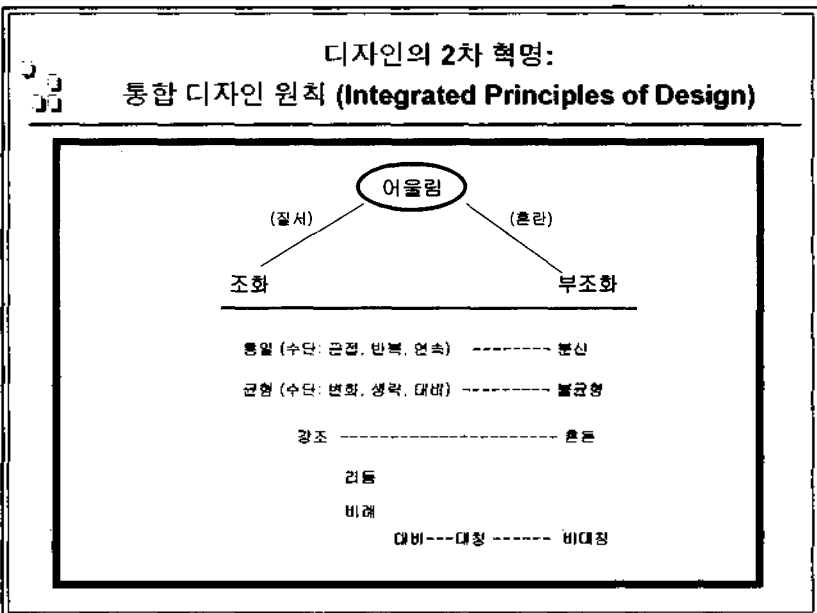 디자인의 2차 혁명:
통합 디자인 원칙 (Integrated Principles of Design)
어울림
(질서) (혼란)
조화 부조화
통일 (수단: 근접, 반복, 연속) --------- 분산
균형 (수단: 변화, 생략, 대비) --------- 불균형
강조 ---------------------- 혼돈
리듬
비례
대비---대칭 ------ 비대칭